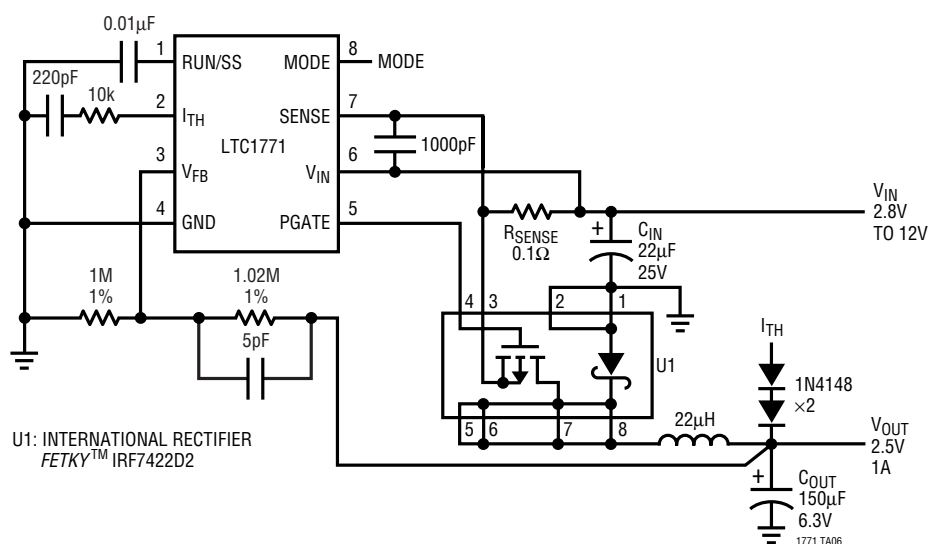 0.01µF
1
RUN/SS
MODE
8
MODE
220pF
10k
2
ITH
SENSE
7
LTC1771
1000pF
3
VFB
VIN
6
4
GND
PGATE
5
RSENSE
0.1Ω
+
CIN
22µF
25V
VIN
2.8V
TO 12V
1M
1%
1.02M
1%
5pF
4
3
2
1
U1
ITH
1N4148
×2
5
6
7
8
22µH
VOUT
2.5V
1A
U1: INTERNATIONAL RECTIFIER
FETKY™ IRF7422D2
+
COUT
150µF
6.3V
1771 TA06